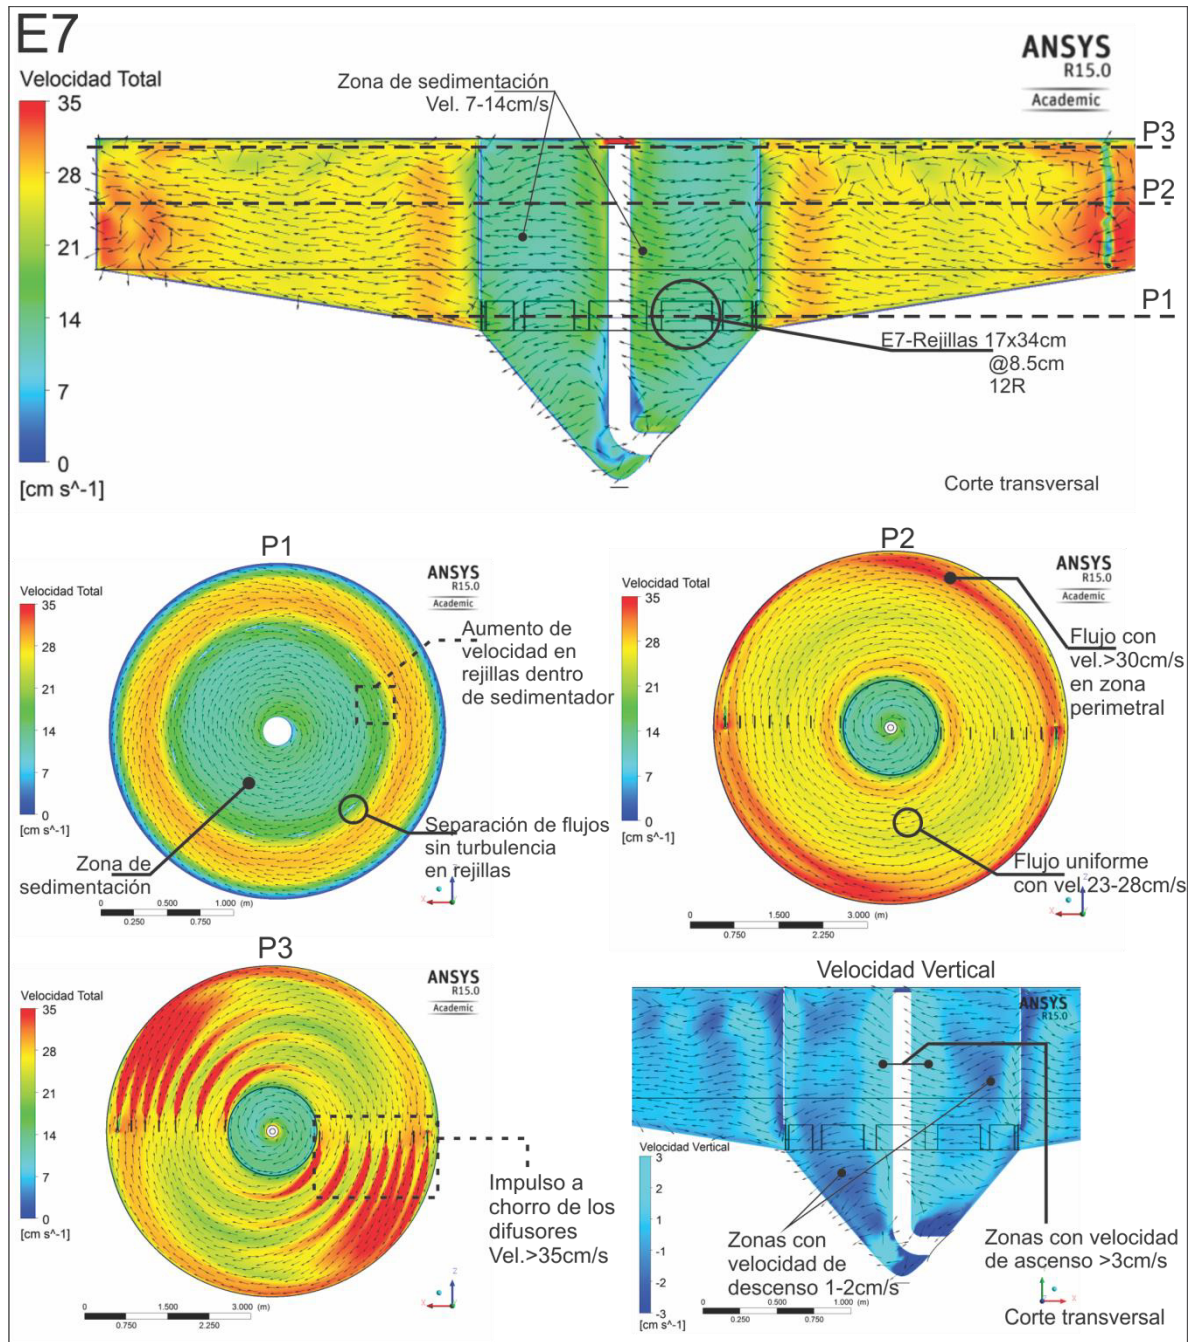 E7
ANSYS
R15.0
Academic
Velocidad Total
35
28
21
14
7
0
[cm s^-1]
Zona de sedimentación
Vel. 7-14cm/s
P3
P2
P1
E7-Rejillas 17x34cm
@8.5cm
12R
Corte transversal
P1
Velocidad Total
35
28
21
14
7
0
[cm s^-1]
ANSYS
R15.0
Academic
Aumento de
velocidad en
rejillas dentro
de sedimentador
Separación de flujos
sin turbulencia
en rejillas
Zona de
sedimentación
0 0.500 1.000 (m)
0.250 0.750
X
Z
P2
Velocidad Total
35
28
21
14
7
0
[cm s^-1]
ANSYS
R15.0
Academic
Flujo con
vel.>30cm/s
en zona
perimetral
Flujo uniforme
con vel.23-28cm/s
0 1.500 3.000 (m)
0.750 2.250
X
Z
P3
Velocidad Total
35
28
21
14
7
0
[cm s^-1]
ANSYS
R15.0
Academic
Impulso a
chorro de los
difusores
Vel.>35cm/s
0 1.500 3.000 (m)
0.750 2.250
X
Z
Velocidad Vertical
ANSYS
R15.0
Velocidad Vertical
3
2
1
-1
-2
-3
[cm s^-1]
Zonas con
velocidad de
descenso 1-2cm/s
Zonas con velocidad
de ascenso >3cm/s
0 0.500 1.000 (m)
0.250 0.750
X
Corte transversal